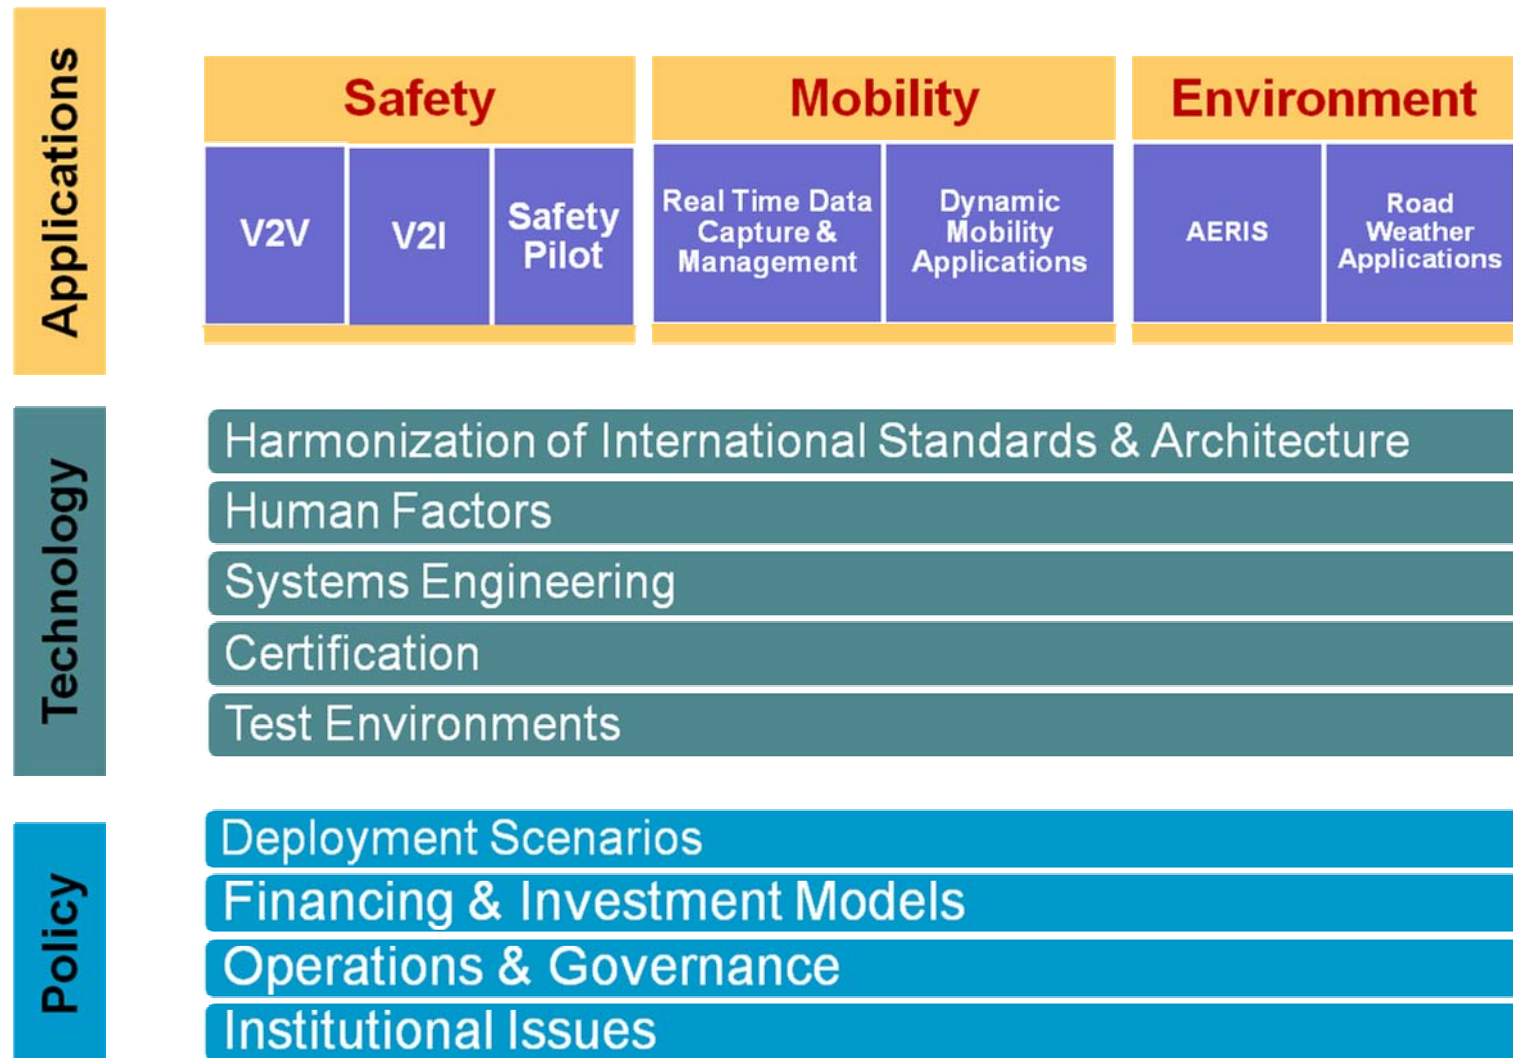 Applications
Safety
Mobility
Environment
V2V
V2I
Safety
Pilot
Real Time Data
Capture &
Management
Dynamic
Mobility
Applications
AERIS
Road
Weather
Applications
Technology
Harmonization of International Standards & Architecture
Human Factors
Systems Engineering
Certification
Test Environments
Policy
Deployment Scenarios
Financing & Investment Models
Operations & Governance
Institutional Issues